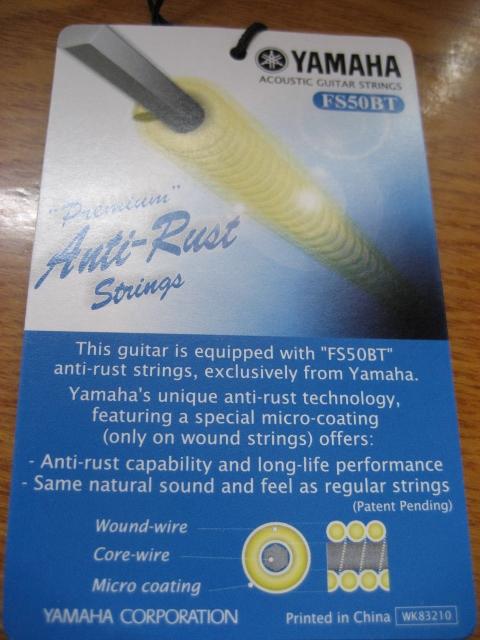 YAMAHA
ACOUSTIC GUITAR STRINGS
FS50BT
"Premium"
Anti-Rust
Strings
This guitar is equipped with "FS50BT"
anti-rust strings, exclusively from Yamaha.
Yamaha's unique anti-rust technology,
featuring a special micro-coating
(only on wound strings) offers:
- Anti-rust capability and long-life performance
- Same natural sound and feel as regular strings
(Patent Pending)
Wound-wire
Core-wire
Micro coating
YAMAHA CORPORATION Printed in China WK83210